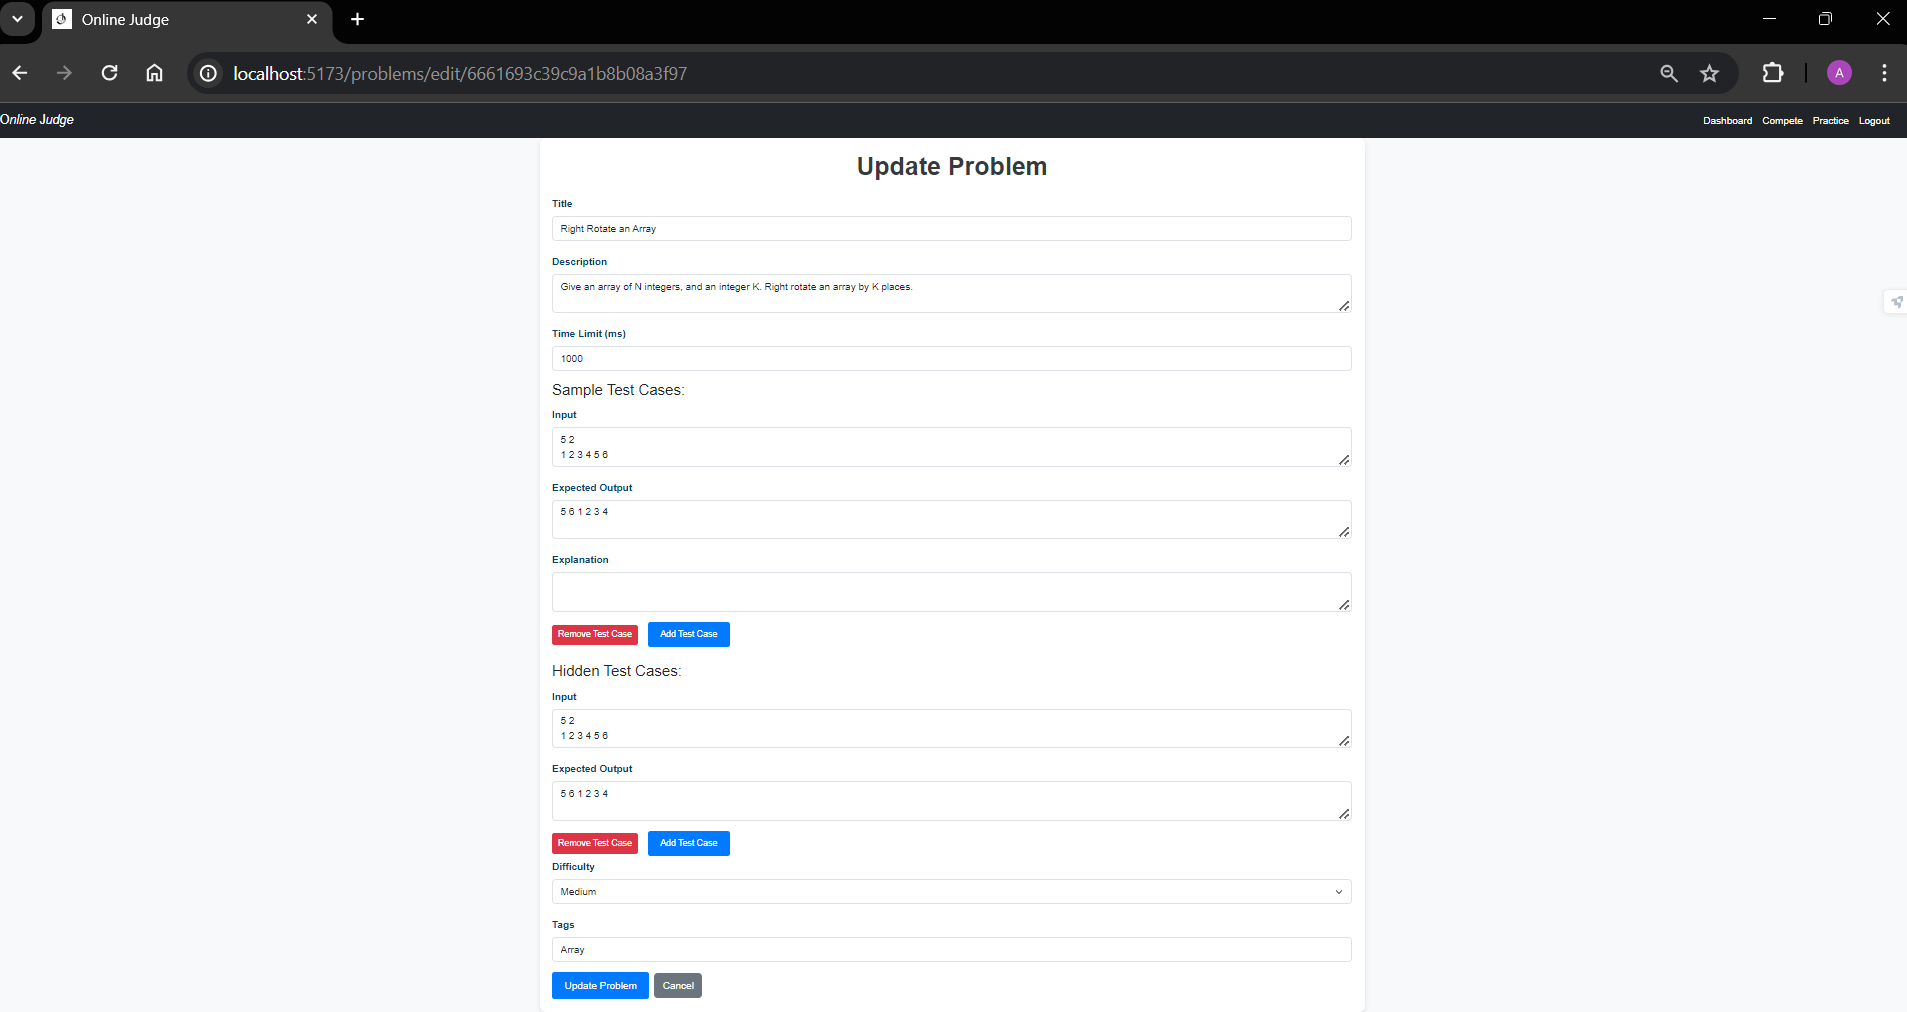 Online Judge
localhost:5173/problems/edit/6661693c39c9a1b8b08a3f97
A
Online Judge
Dashboard Compete Practice Logout
Update Problem
Title
Right Rotate an Array
Description
Give an array of N integers, and an integer K. Right rotate an array by K places.
Time Limit (ms)
1000
Sample Test Cases:
Input
5 2
1 2 3 4 5 6
Expected Output
5 6 1 2 3 4
Explanation
Remove Test Case Add Test Case
Hidden Test Cases:
Input
5 2
1 2 3 4 5 6
Expected Output
5 6 1 2 3 4
Remove Test Case Add Test Case
Difficulty
Medium
Tags
Array
Update Problem Cancel